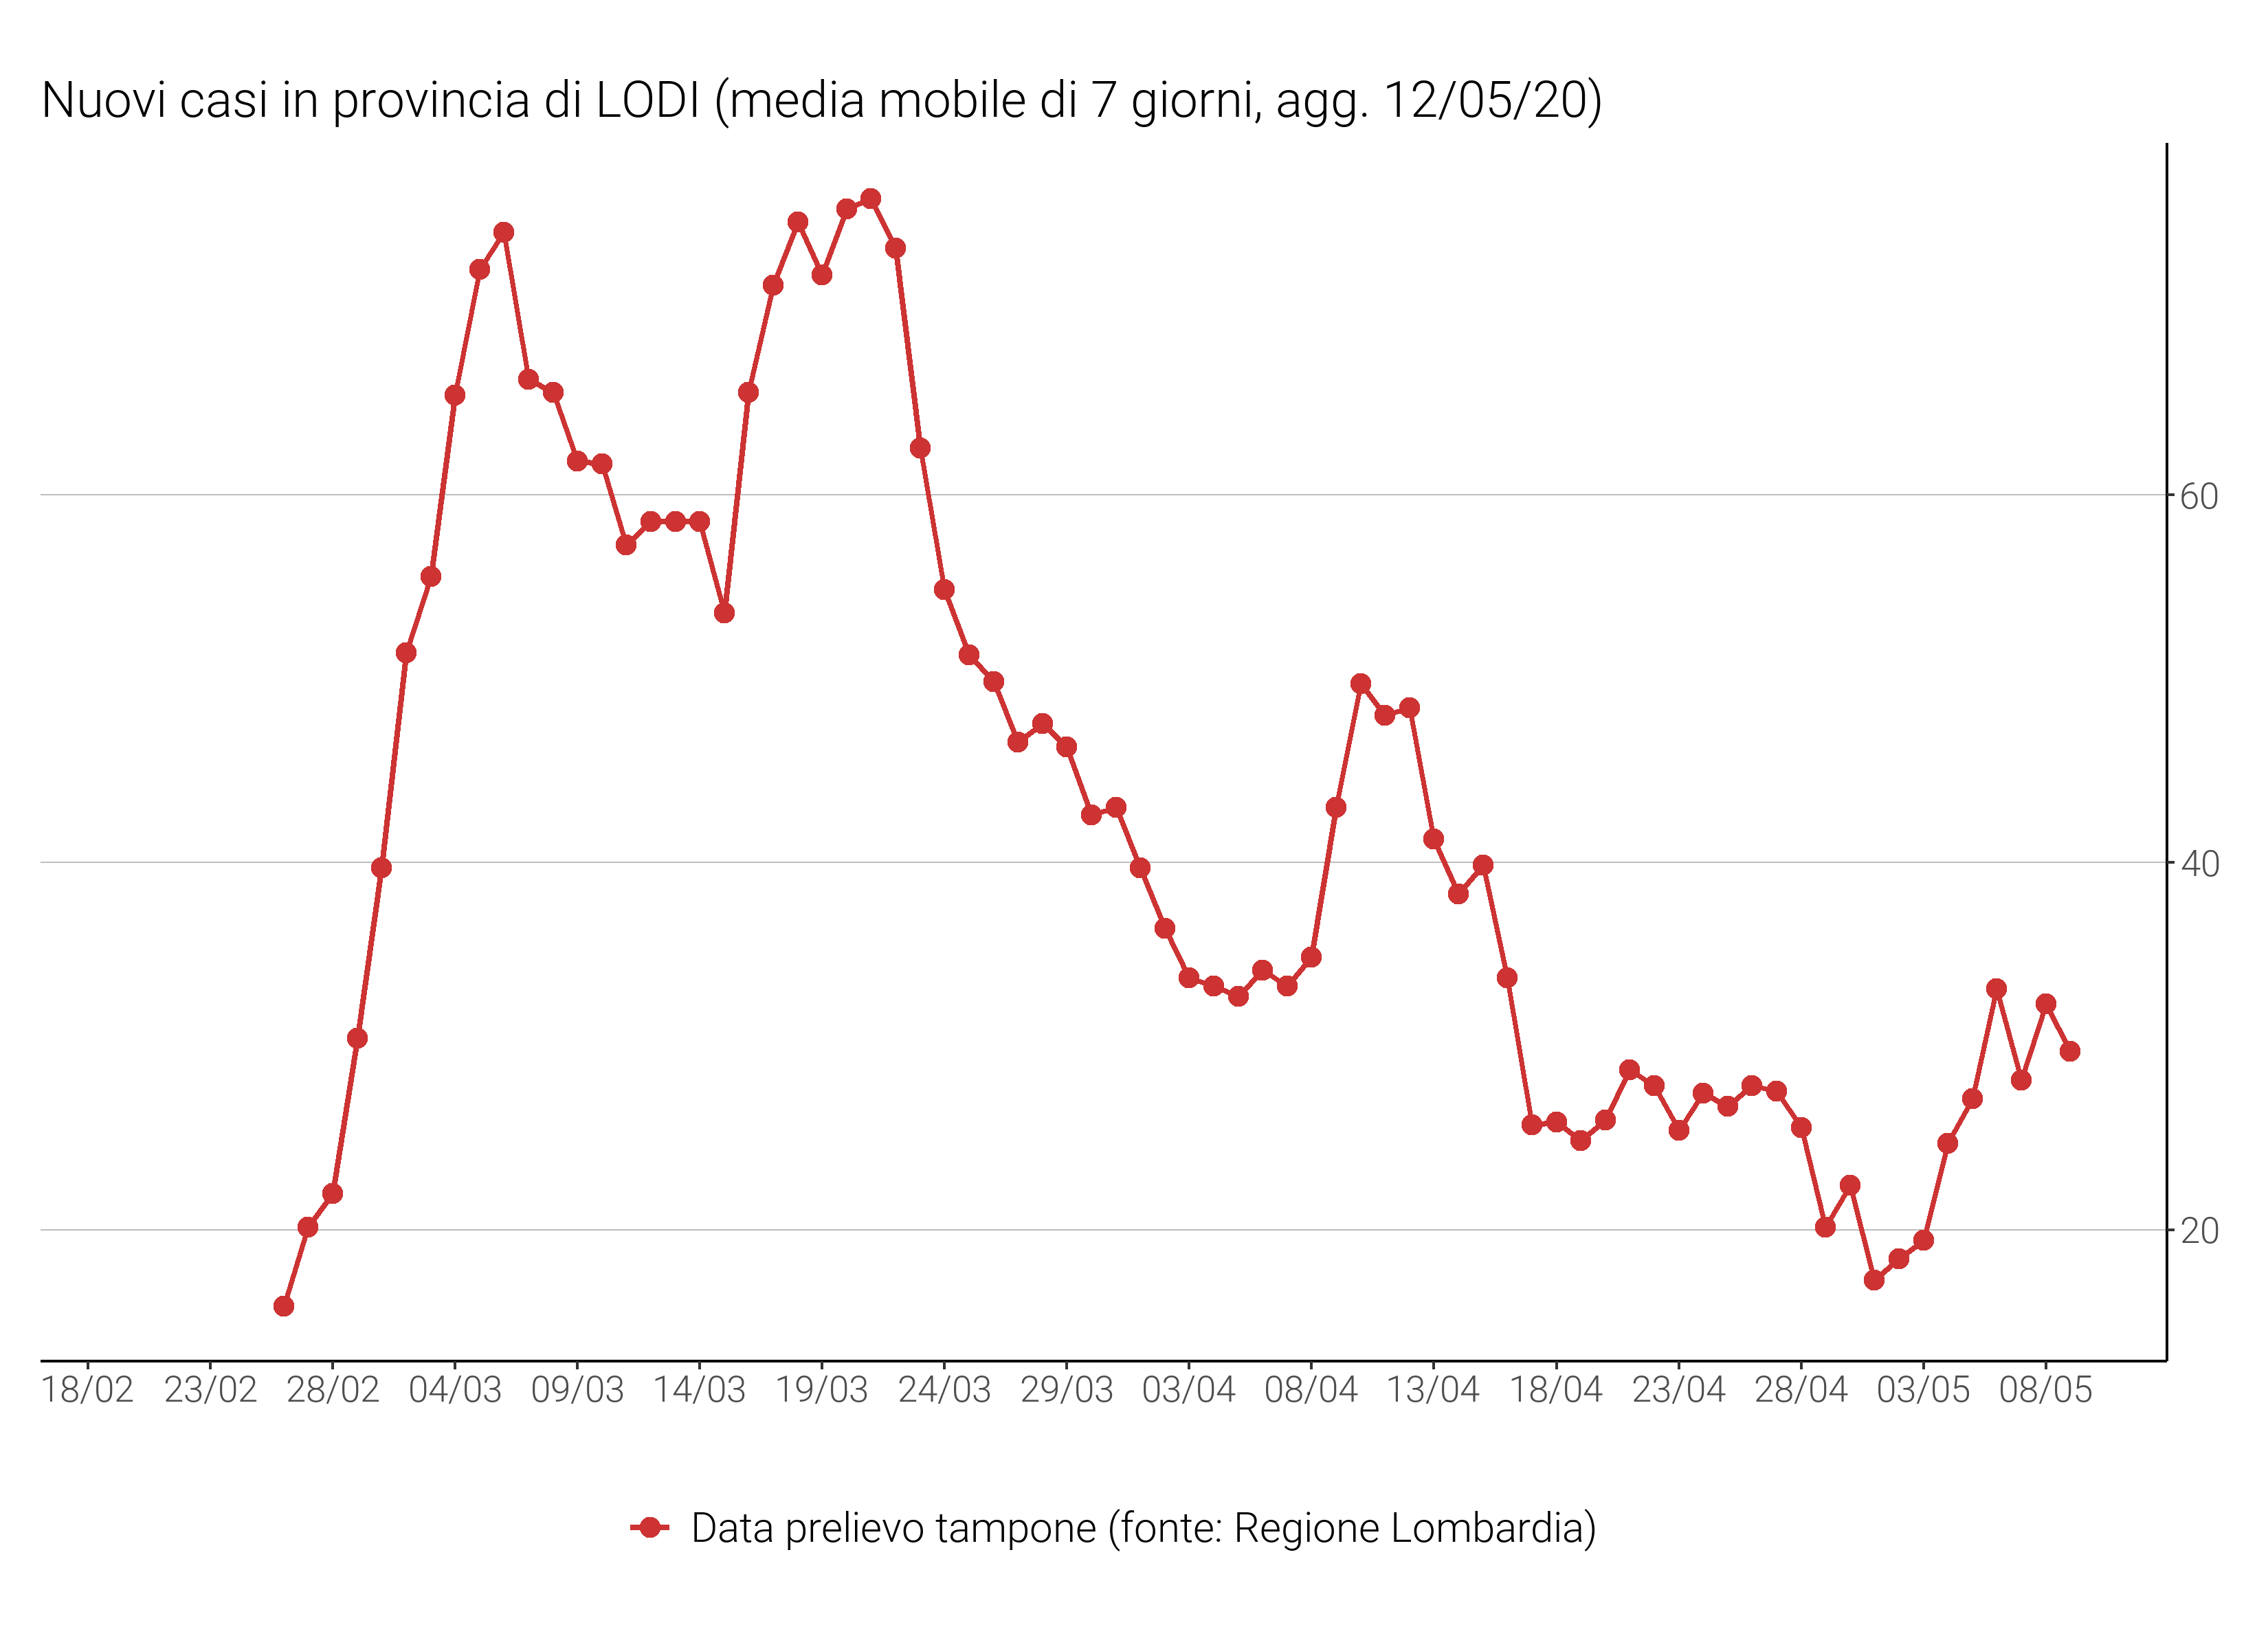 Nuovi casi in provincia di LODI (media mobile di 7 giorni, agg. 12/05/20)
60
40
20
18/02 23/02 28/02 04/03 09/03 14/03 19/03 24/03 29/03 03/04 08/04 13/04 18/04 23/04 28/04 03/05 08/05
Data prelievo tampone (fonte: Regione Lombardia)